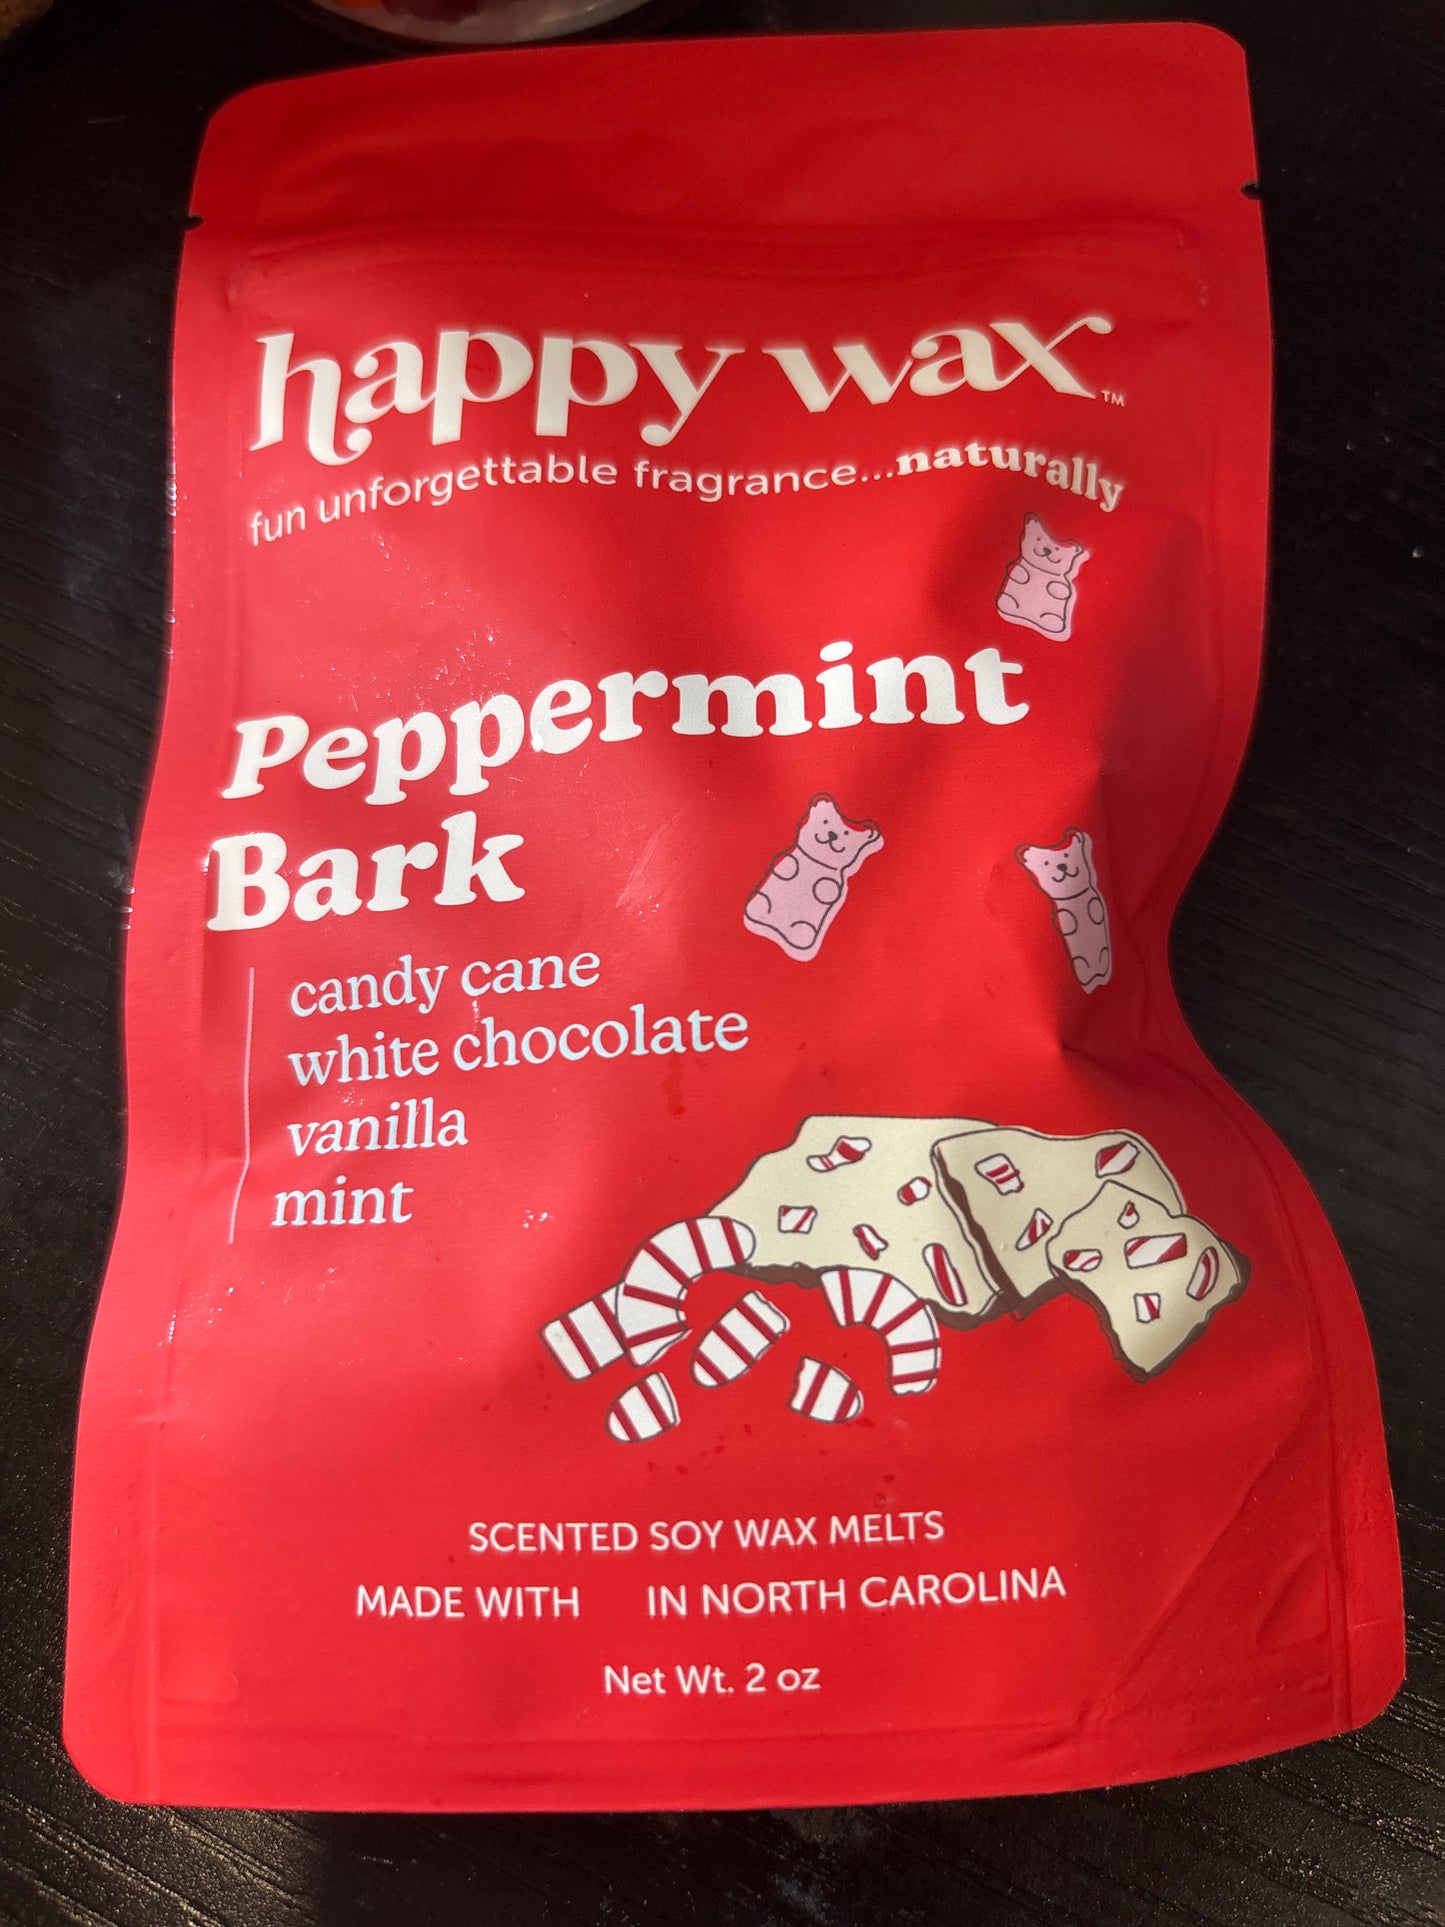 happy wax™
fun unforgettable fragrance...naturally
Peppermint
Bark
candy cane
white chocolate
vanilla
mint
SCENTED SOY WAX MELTS
MADE WITH IN NORTH CAROLINA
Net Wt. 2 oz